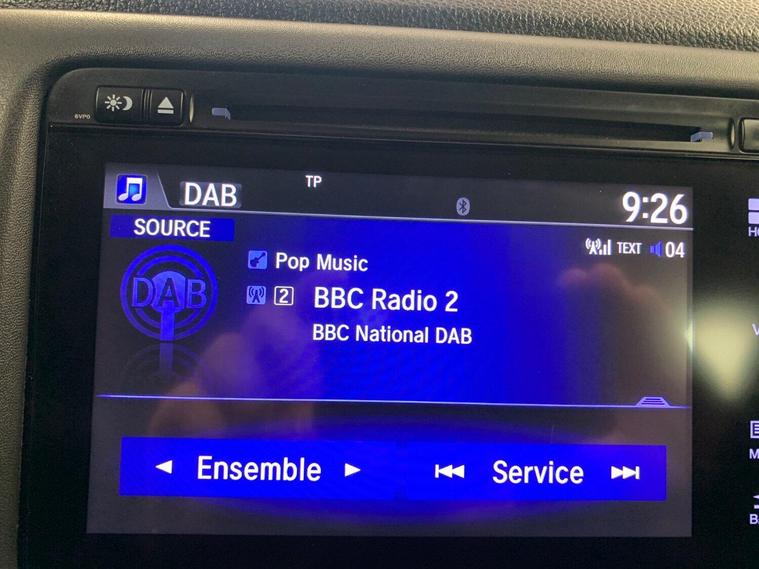 6VP0
DAB
TP
9:26
SOURCE
TEXT
04
DAB
Pop Music
2
BBC Radio 2
BBC National DAB
Ensemble
Service